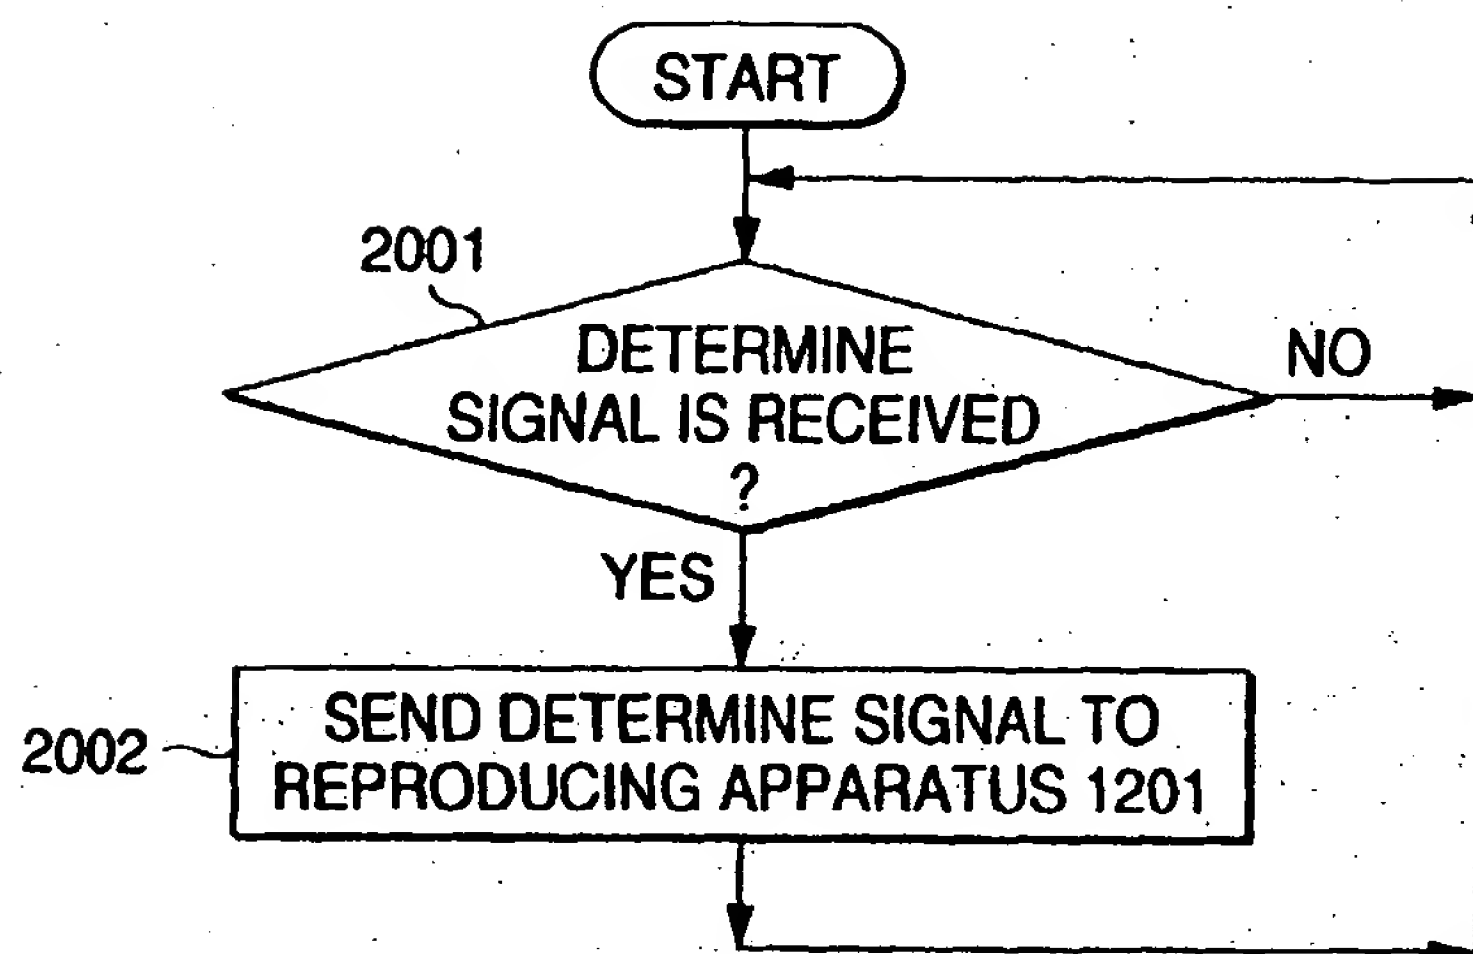 START
2001
DETERMINE
SIGNAL IS RECEIVED
?
NO
YES
2002
SEND DETERMINE SIGNAL TO
REPRODUCING APPARATUS 1201